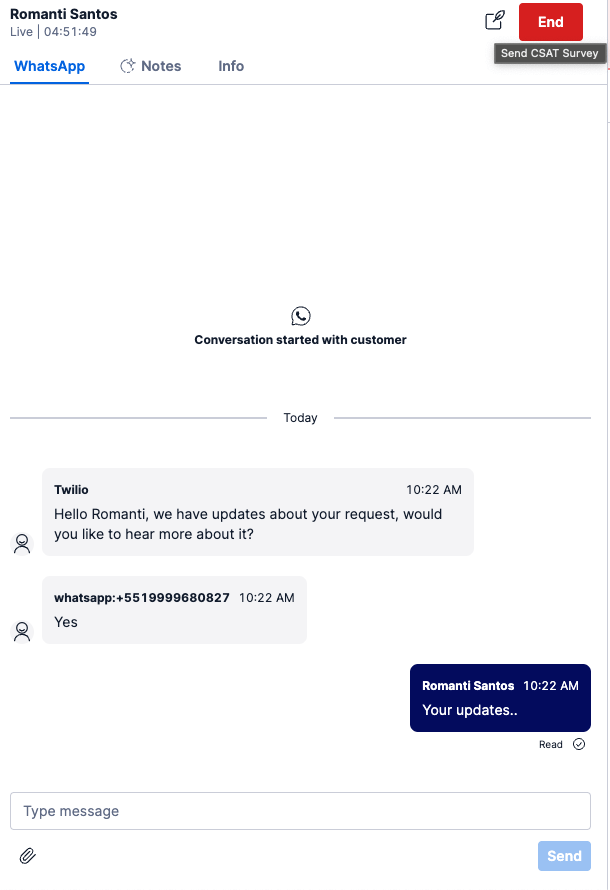 Romanti Santos
Live | 04:51:49
End
Send CSAT Survey
WhatsApp
Notes
Info
Conversation started with customer
Today
Twilio 10:22 AM
Hello Romanti, we have updates about your request, would
you like to hear more about it?
whatsapp:+5519999680827 10:22 AM
Yes
Romanti Santos 10:22 AM
Your updates..
Read
Type message
Send